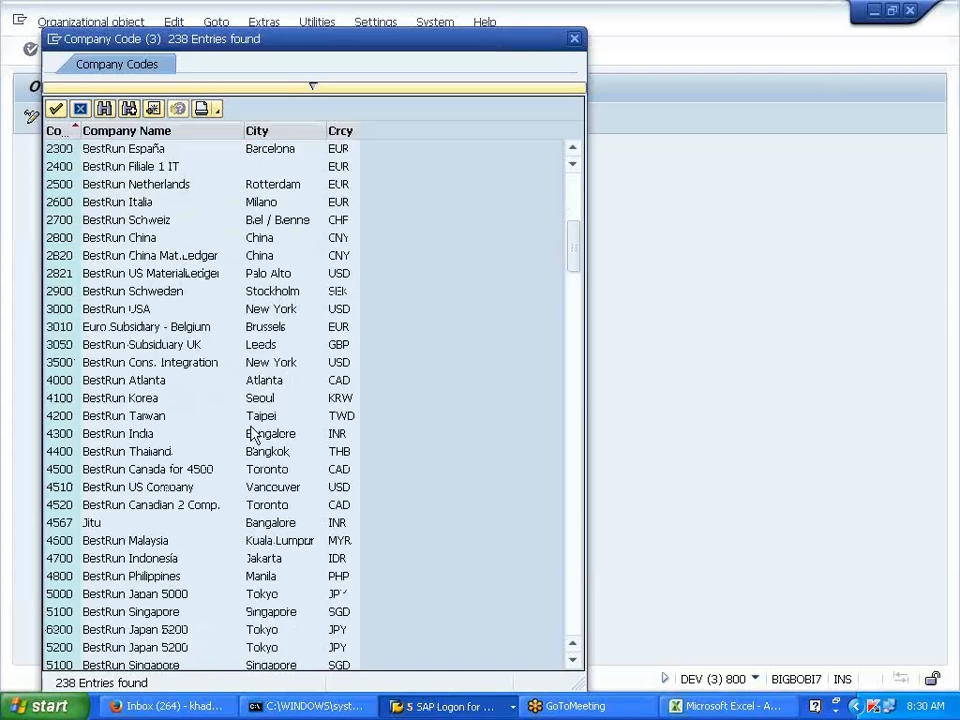 Organizational object Edit Goto Extras Utilities Settings System Help
Company Code (3) 238 Entries found
Company Codes
Co... Company Name City Crcy
2300 BestRun España Barcelona EUR
2400 BestRun Filiale 1 IT EUR
2500 BestRun Netherlands Rotterdam EUR
2600 BestRun Italia Milano EUR
2700 BestRun Schweiz Biel / Bienne CHF
2800 BestRun China China CNY
2820 BestRun China Mat.Ledger China CNY
2821 BestRun US MaterialLedger Palo Alto USD
2900 BestRun Schweden Stockholm SEK
3000 BestRun USA New York USD
3010 Euro Subsidiary - Belgium Brussels EUR
3050 BestRun Subsiduary UK Leeds GBP
3500 BestRun Cons. Integration New York USD
4000 BestRun Atlanta Atlanta CAD
4100 BestRun Korea Seoul KRW
4200 BestRun Taiwan Taipei TWD
4300 BestRun India Bangalore INR
4400 BestRun Thailand Bangkok THB
4500 BestRun Canada for 4500 Toronto CAD
4510 BestRun US Company Vancouver USD
4520 BestRun Canadian 2 Comp. Toronto CAD
4567 Jitu Bangalore INR
4600 BestRun Malaysia Kuala Lumpur MYR
4700 BestRun Indonesia Jakarta IDR
4800 BestRun Philippines Manila PHP
5000 BestRun Japan 5000 Tokyo JPY
5100 BestRun Singapore Singapore SGD
6200 BestRun Japan 5200 Tokyo JPY
5200 BestRun Japan 5200 Tokyo JPY
5100 BestRun Singapore Singapore SGD
238 Entries found
DEV (3) 800 BIGBOBI7 INS
start Inbox (264) - khad... C:\WINDOWS\syst... 5 SAP Logon for ... GoToMeeting Microsoft Excel - A... 8:30 AM